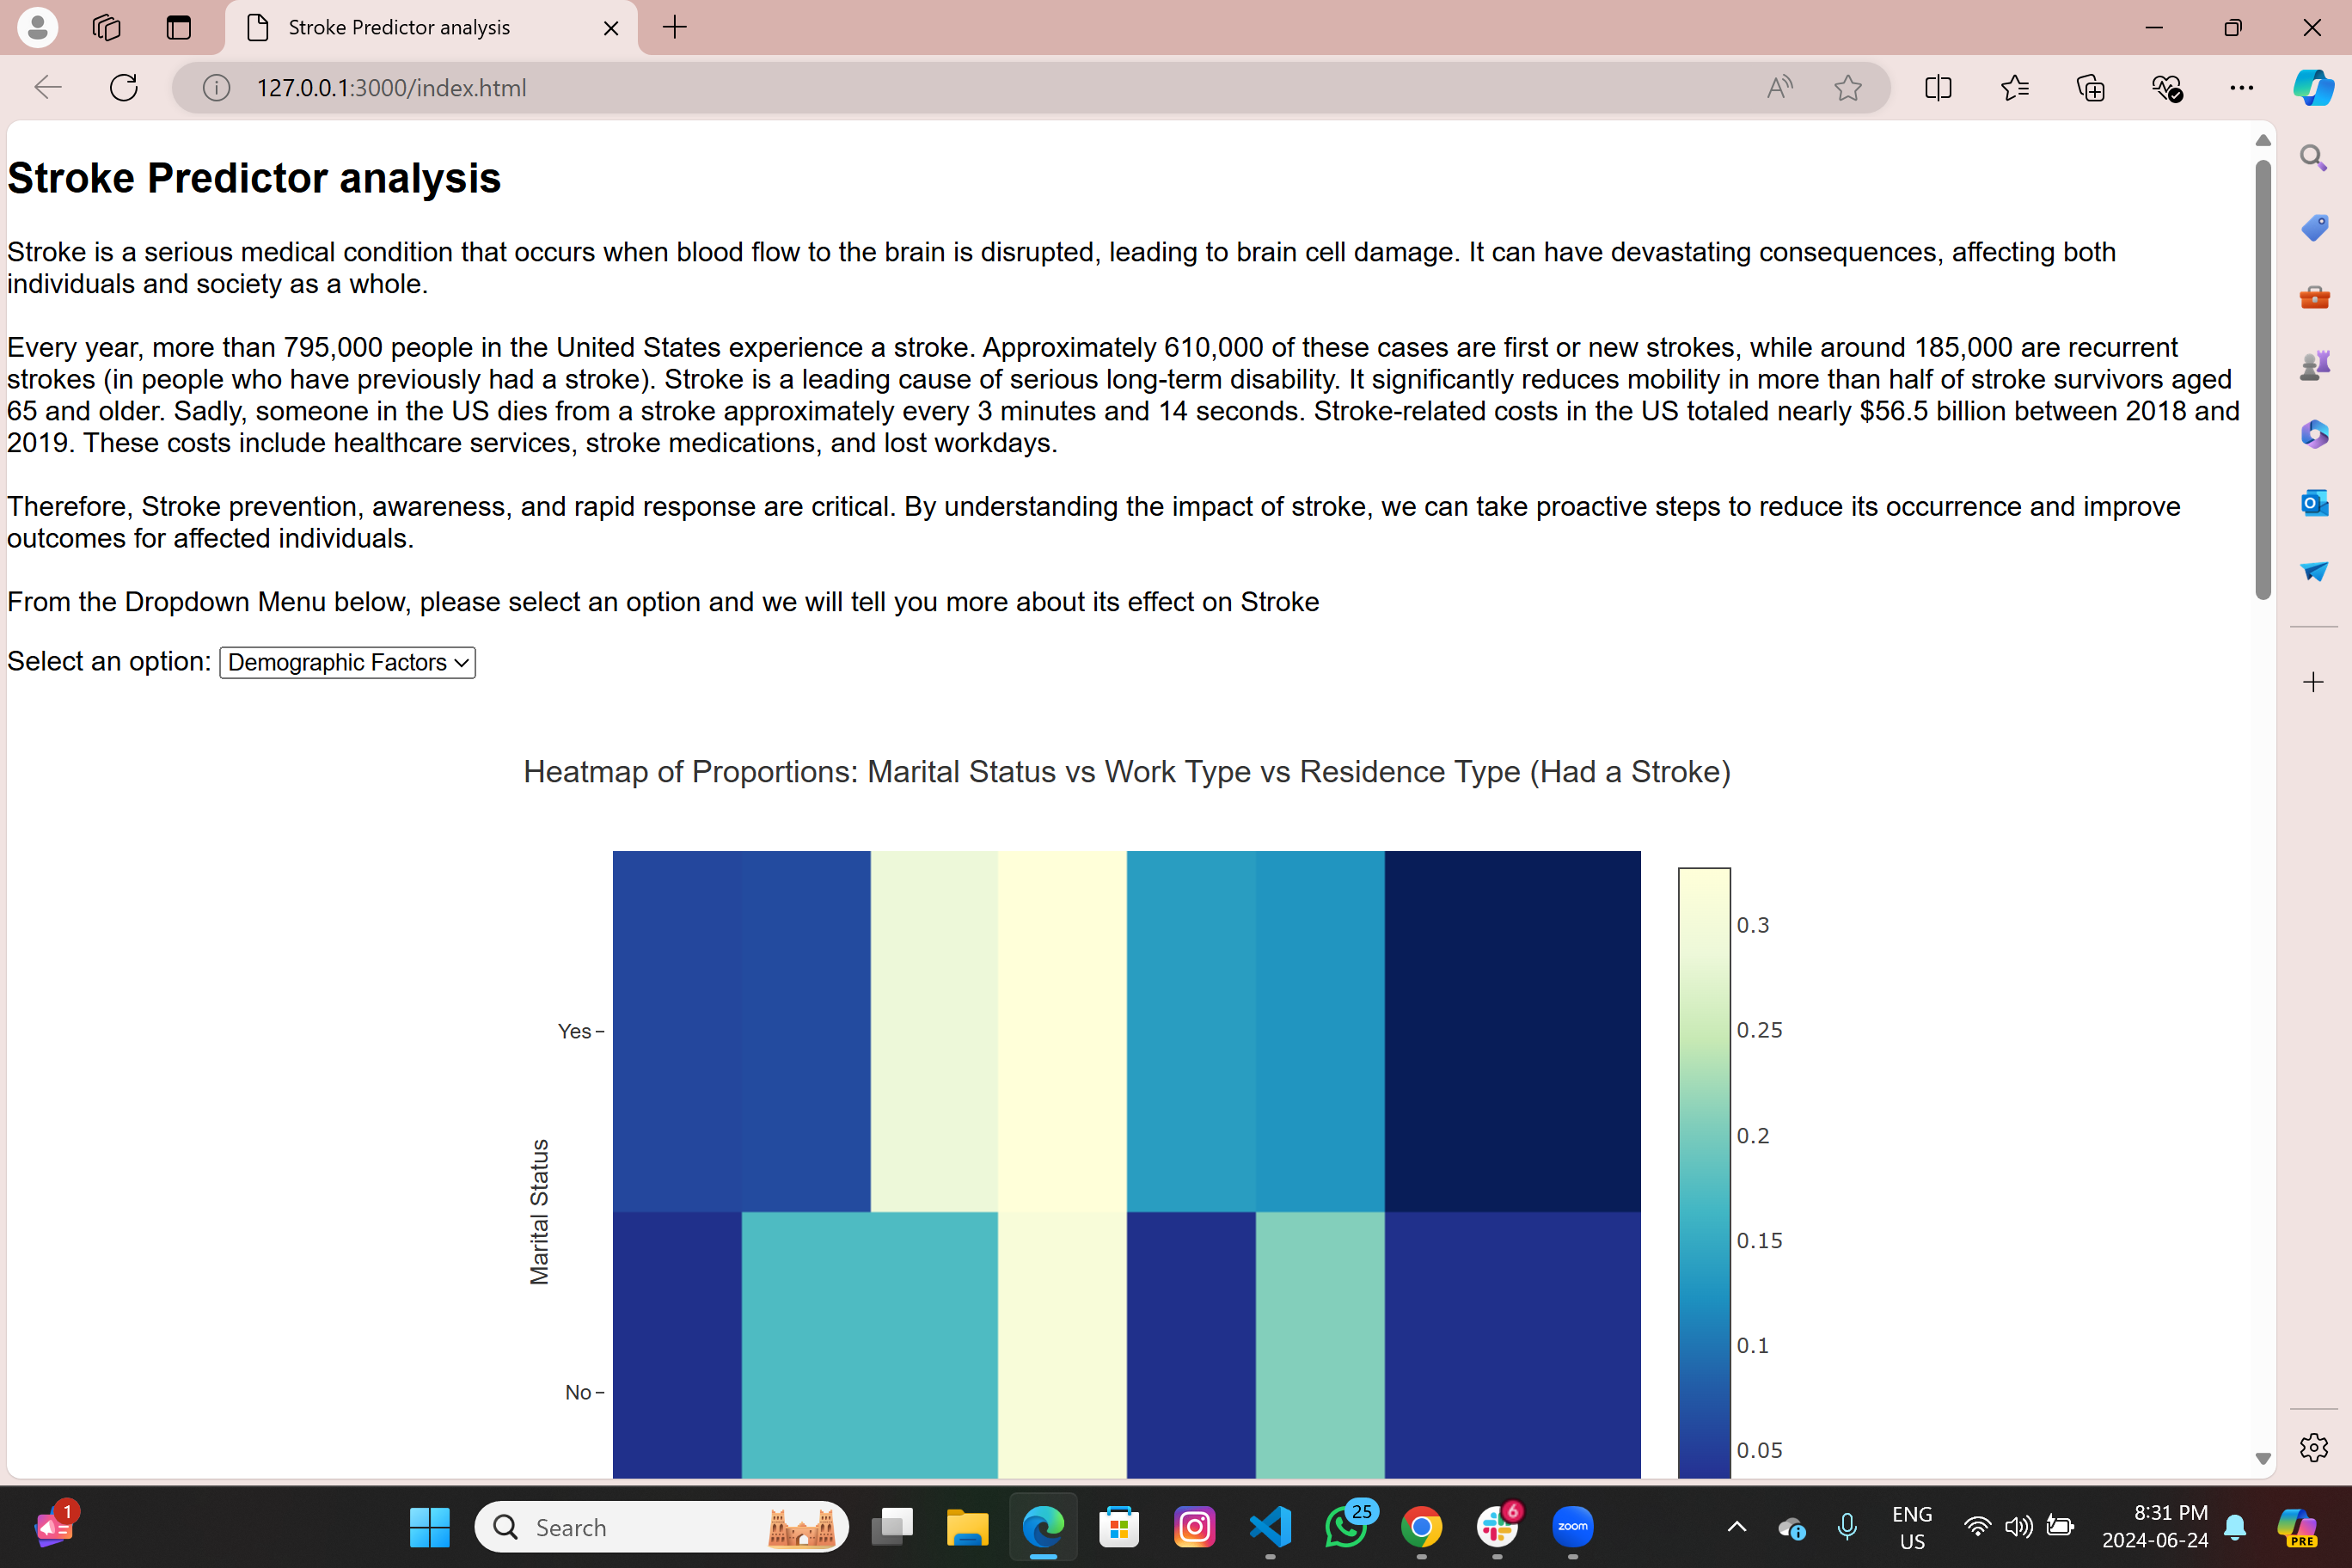 Stroke Predictor analysis
127.0.0.1:3000/index.html
Stroke Predictor analysis
Stroke is a serious medical condition that occurs when blood flow to the brain is disrupted, leading to brain cell damage. It can have devastating consequences, affecting both
individuals and society as a whole.
Every year, more than 795,000 people in the United States experience a stroke. Approximately 610,000 of these cases are first or new strokes, while around 185,000 are recurrent
strokes (in people who have previously had a stroke). Stroke is a leading cause of serious long-term disability. It significantly reduces mobility in more than half of stroke survivors aged
65 and older. Sadly, someone in the US dies from a stroke approximately every 3 minutes and 14 seconds. Stroke-related costs in the US totaled nearly $56.5 billion between 2018 and
2019. These costs include healthcare services, stroke medications, and lost workdays.
Therefore, Stroke prevention, awareness, and rapid response are critical. By understanding the impact of stroke, we can take proactive steps to reduce its occurrence and improve
outcomes for affected individuals.
From the Dropdown Menu below, please select an option and we will tell you more about its effect on Stroke
Select an option: Demographic Factors
Heatmap of Proportions: Marital Status vs Work Type vs Residence Type (Had a Stroke)
Marital Status
Yes
No
0.3
0.25
0.2
0.15
0.1
0.05
1
Search
25
6
zoom
ENG
US
8:31 PM
2024-06-24
PRE